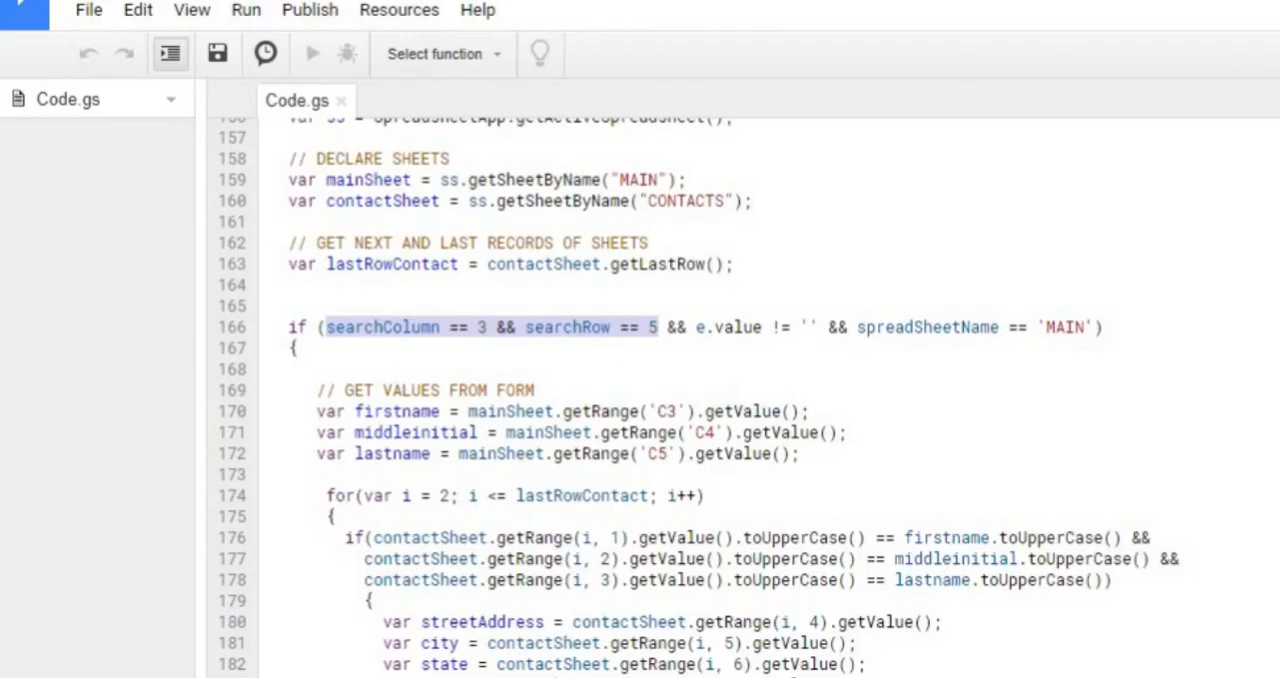 File Edit View Run Publish Resources Help
Select function
Code.gs
Code.gs ×
156 var ss = SpreadsheetApp.getActiveSpreadsheet();
157
158 // DECLARE SHEETS
159 var mainSheet = ss.getSheetByName("MAIN");
160 var contactSheet = ss.getSheetByName("CONTACTS");
161
162 // GET NEXT AND LAST RECORDS OF SHEETS
163 var lastRowContact = contactSheet.getLastRow();
164
165
166 if (searchColumn == 3 && searchRow == 5 && e.value != '' && spreadSheetName == 'MAIN')
167 {
168
169 // GET VALUES FROM FORM
170 var firstname = mainSheet.getRange('C3').getValue();
171 var middleinitial = mainSheet.getRange('C4').getValue();
172 var lastname = mainSheet.getRange('C5').getValue();
173
174 for(var i = 2; i <= lastRowContact; i++)
175 {
176 if(contactSheet.getRange(i, 1).getValue().toUpperCase() == firstname.toUpperCase() &&
177 contactSheet.getRange(i, 2).getValue().toUpperCase() == middleinitial.toUpperCase() &&
178 contactSheet.getRange(i, 3).getValue().toUpperCase() == lastname.toUpperCase())
179 {
180 var streetAddress = contactSheet.getRange(i, 4).getValue();
181 var city = contactSheet.getRange(i, 5).getValue();
182 var state = contactSheet.getRange(i, 6).getValue();